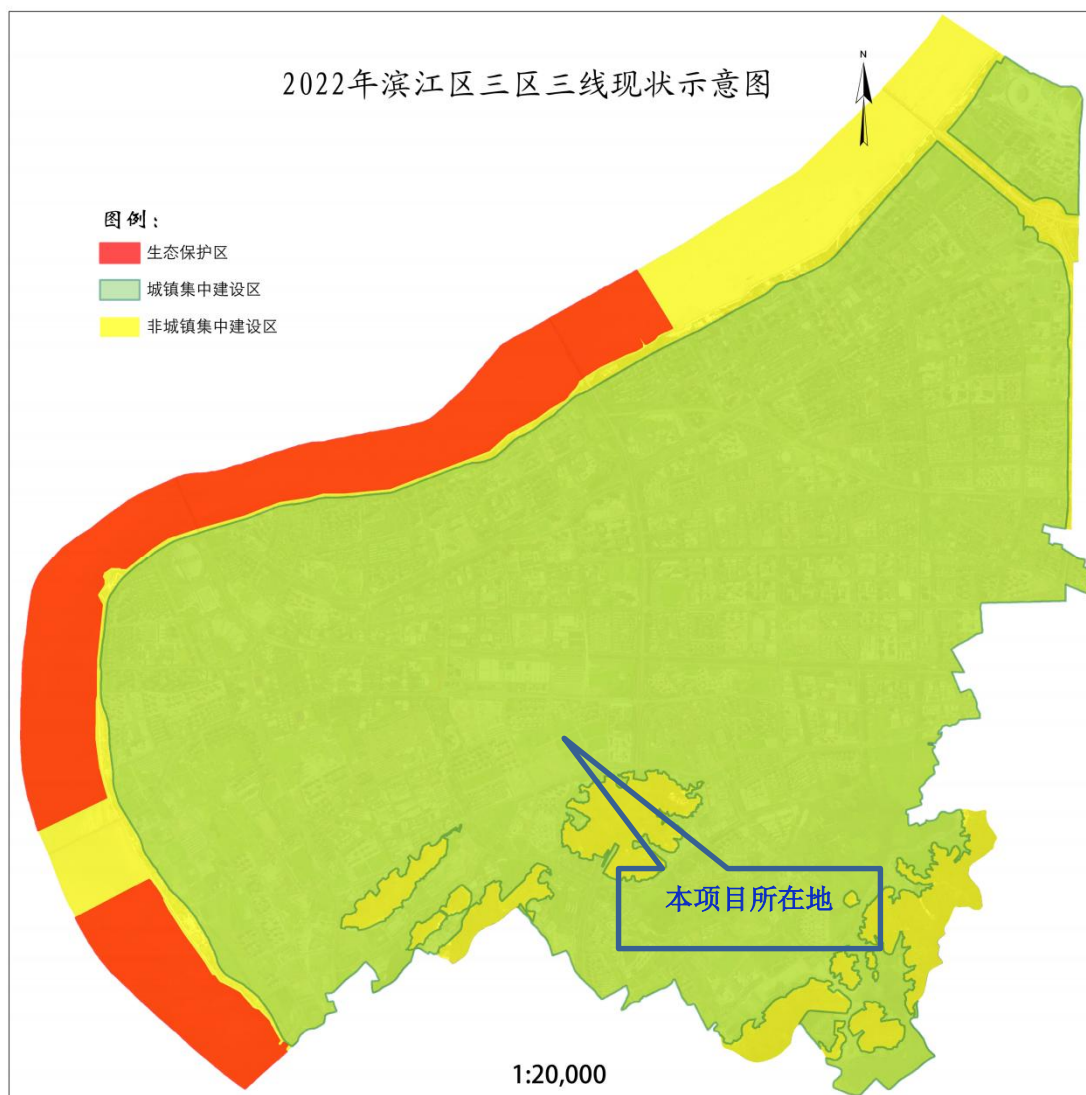 2022年滨江区三区三线现状示意图
N
图例：
生态保护区
城镇集中建设区
非城镇集中建设区
本项目所在地
1:20,000